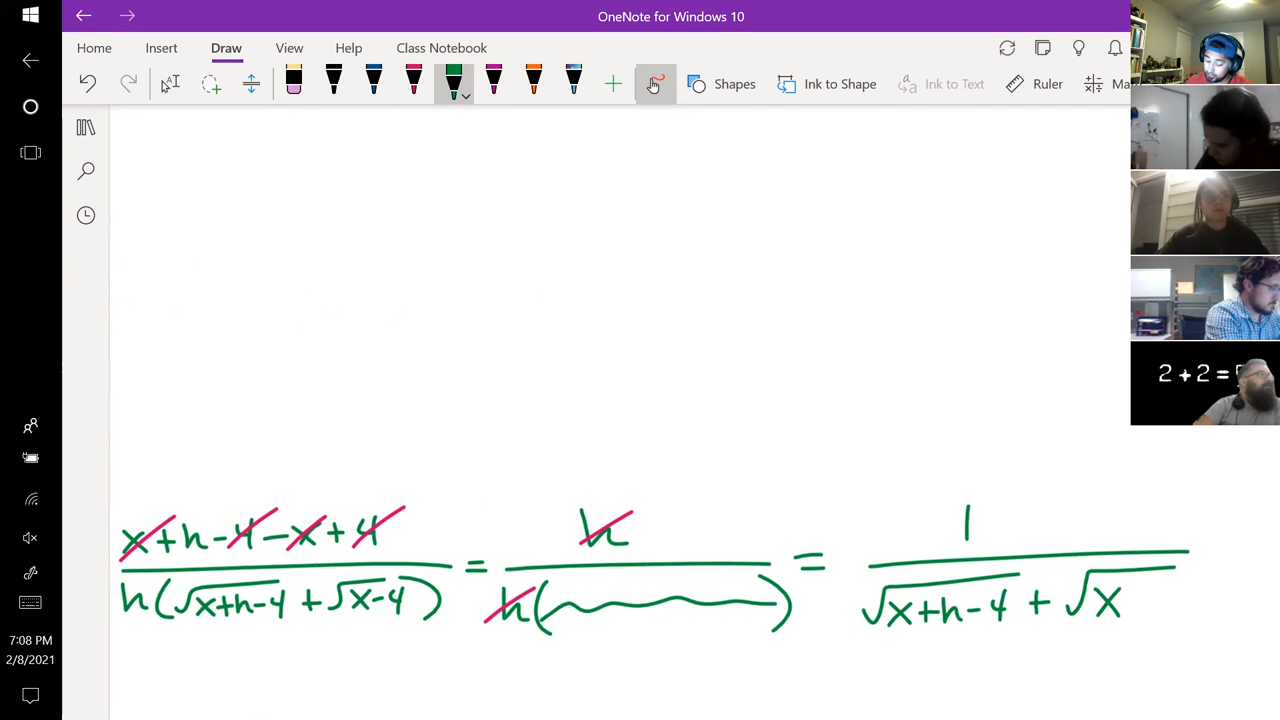 OneNote for Windows 10
Home Insert Draw View Help Class Notebook
Shapes Ink to Shape Ink to Text Ruler Ma
2 + 2 =
x+h-4-x+4 / h(√x+h-4 + √x-4) = h / h( ) = 1 / √x+h-4 + √x
7:08 PM
2/8/2021